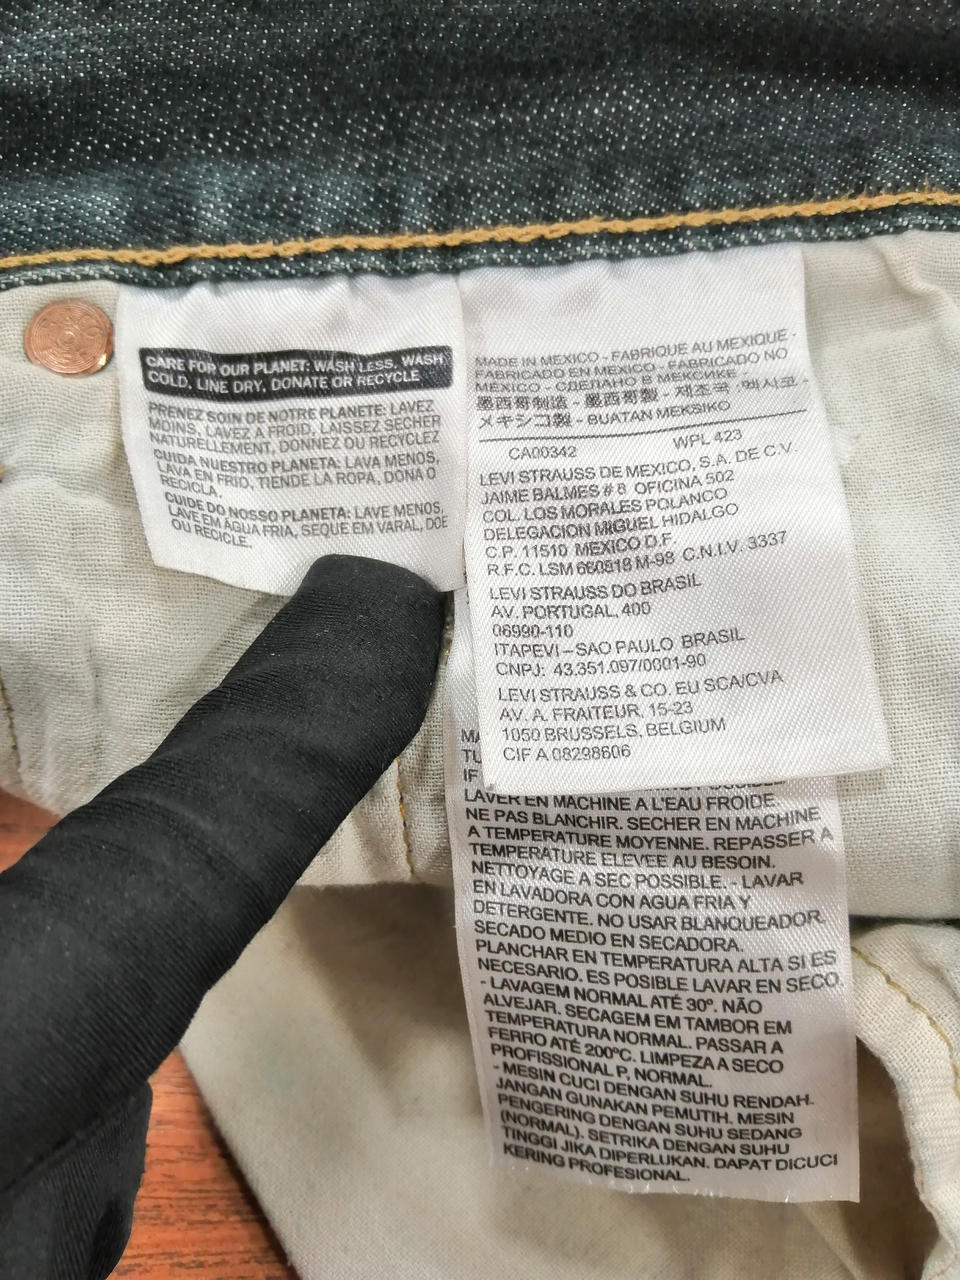 CARE FOR OUR PLANET: WASH LESS, WASH
COLD, LINE DRY, DONATE OR RECYCLE
PRENEZ SOIN DE NOTRE PLANETE: LAVEZ
MOINS, LAVEZ A FROID, LAISSEZ SECHER
NATURELLEMENT, DONNEZ OU RECYCLEZ
CUIDA NUESTRO PLANETA: LAVA MENOS,
LAVA EN FRIO, TIENDE LA ROPA, DONA O
RECICLA.
CUIDE DO NOSSO PLANETA: LAVE MENOS,
LAVE EM ÁGUA FRIA, SEQUE EM VARAL, DOE
OU RECICLE.
MADE IN MEXICO - FABRIQUE AU MEXIQUE -
FABRICADO EN MEXICO - FABRICADO NO
MEXICO - СДЕЛАНО В МЕКСИКЕ -
墨西哥制造 - 墨西哥製 - 제조국 :멕시코 -
メキシコ製 - BUATAN MEKSIKO
CA00342 WPL 423
LEVI STRAUSS DE MEXICO, S.A. DE C.V.
JAIME BALMES # 8 OFICINA 502
COL. LOS MORALES POLANCO
DELEGACION MIGUEL HIDALGO
C.P. 11510 MEXICO D.F.
R.F.C. LSM 660818 M-98 C.N.I.V. 3337
LEVI STRAUSS DO BRASIL
AV. PORTUGAL, 400
06990-110
ITAPEVI – SAO PAULO BRASIL
CNPJ: 43.351.097/0001-90
LEVI STRAUSS & CO. EU SCA/CVA
AV. A. FRAITEUR, 15-23
1050 BRUSSELS, BELGIUM
CIF A 08298606
LAVER EN MACHINE A L'EAU FROIDE
NE PAS BLANCHIR. SECHER EN MACHINE
A TEMPERATURE MOYENNE. REPASSER A
TEMPERATURE ELEVEE AU BESOIN.
NETTOYAGE A SEC POSSIBLE. - LAVAR
EN LAVADORA CON AGUA FRIA Y
DETERGENTE. NO USAR BLANQUEADOR.
SECADO MEDIO EN SECADORA.
PLANCHAR EN TEMPERATURA ALTA SI ES
NECESARIO. ES POSIBLE LAVAR EN SECO.
- LAVAGEM NORMAL ATÉ 30º. NÃO
ALVEJAR. SECAGEM EM TAMBOR EM
TEMPERATURA NORMAL. PASSAR A
FERRO ATÉ 200ºC. LIMPEZA A SECO
PROFISSIONAL P, NORMAL.
- MESIN CUCI DENGAN SUHU RENDAH.
JANGAN GUNAKAN PEMUTIH. MESIN
PENGERING DENGAN SUHU SEDANG
(NORMAL). SETRIKA DENGAN SUHU
TINGGI JIKA DIPERLUKAN. DAPAT DICUCI
KERING PROFESIONAL.